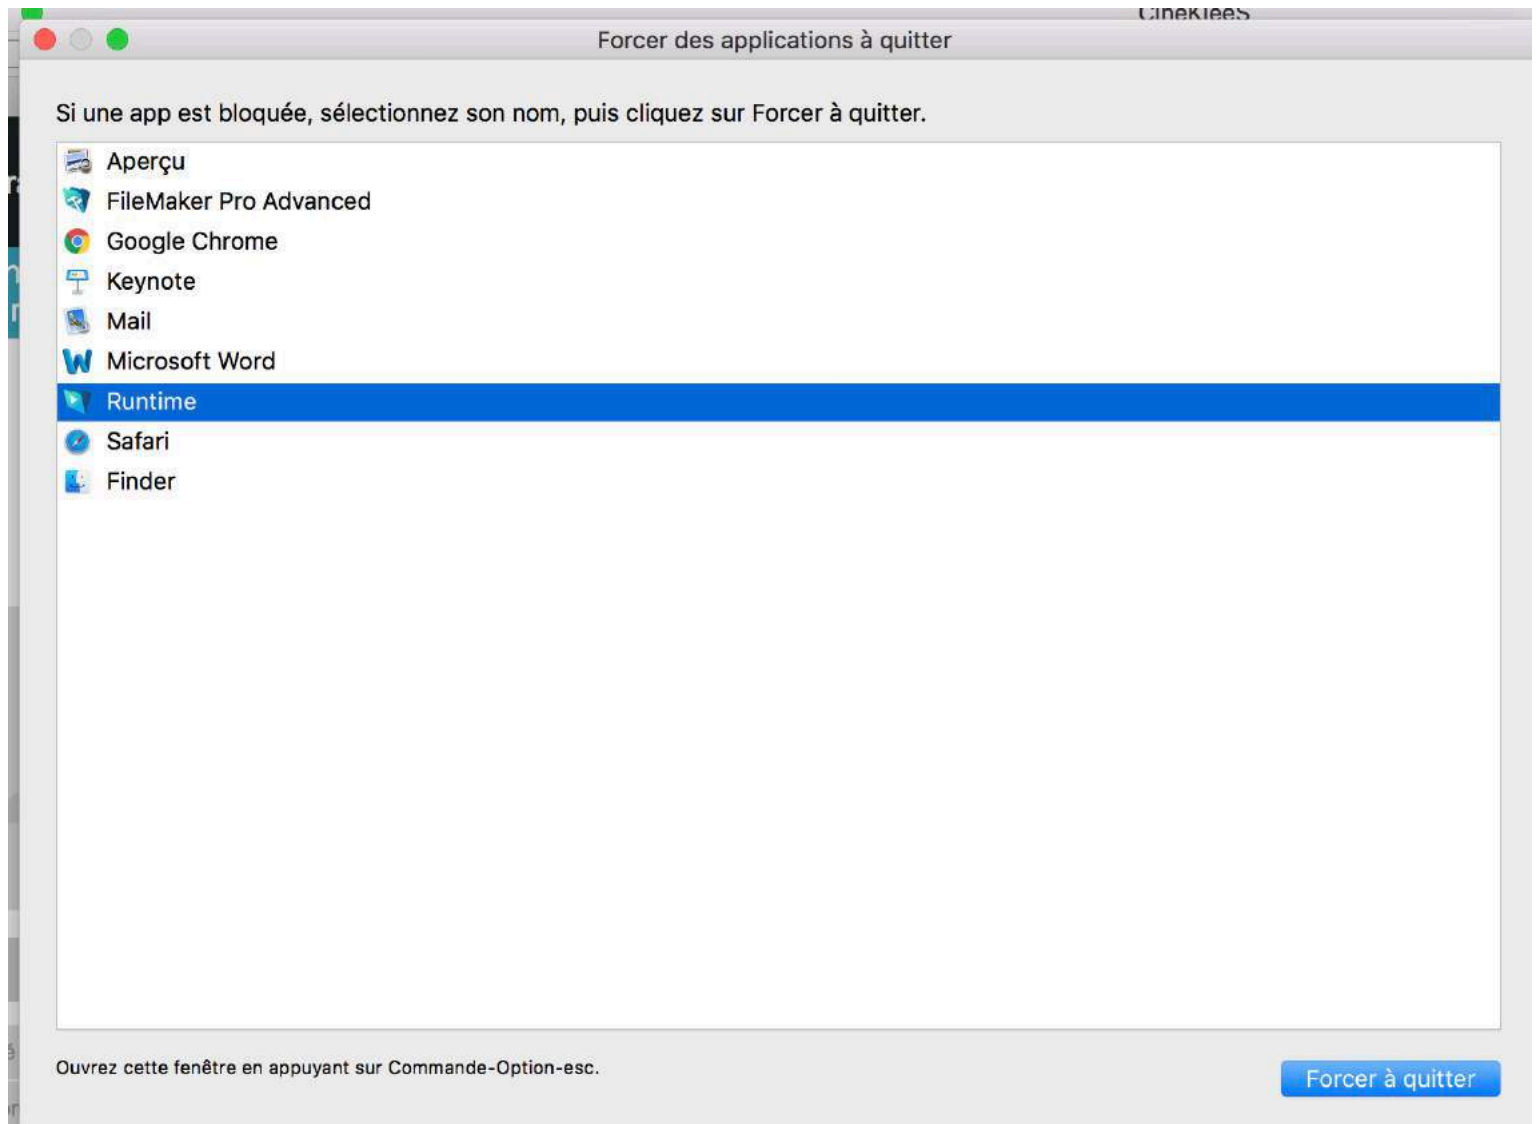 CineKleeS
Forcer des applications à quitter
Si une app est bloquée, sélectionnez son nom, puis cliquez sur Forcer à quitter.
Aperçu
FileMaker Pro Advanced
Google Chrome
Keynote
Mail
Microsoft Word
Runtime
Safari
Finder
Ouvrez cette fenêtre en appuyant sur Commande-Option-esc.
Forcer à quitter